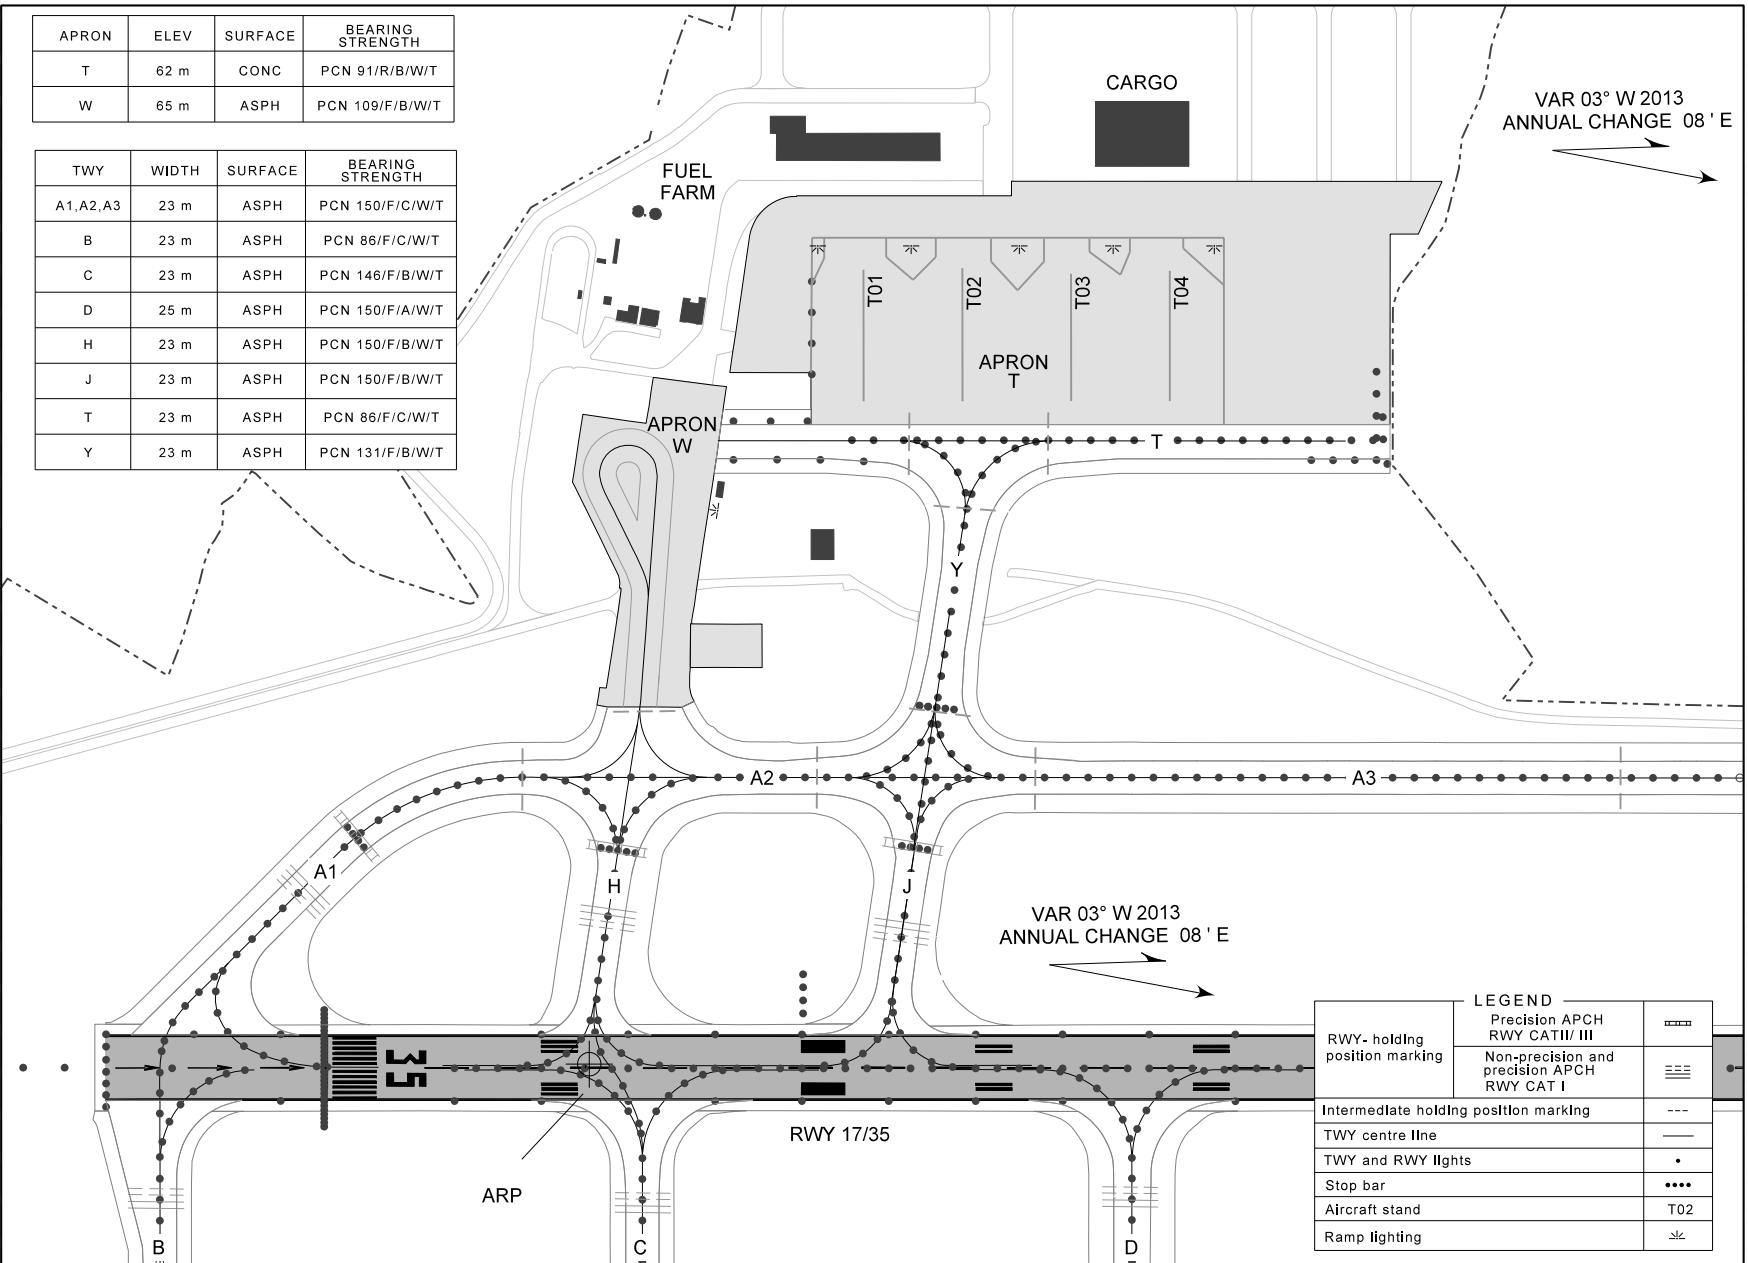 APRON ELEV SURFACE BEARING STRENGTH
T 62 m CONC PCN 91/R/B/W/T
W 65 m ASPH PCN 109/F/B/W/T
TWY WIDTH SURFACE BEARING STRENGTH
A1,A2,A3 23 m ASPH PCN 150/F/C/W/T
B 23 m ASPH PCN 86/F/C/W/T
C 23 m ASPH PCN 146/F/B/W/T
D 25 m ASPH PCN 150/F/A/W/T
H 23 m ASPH PCN 150/F/B/W/T
J 23 m ASPH PCN 150/F/B/W/T
T 23 m ASPH PCN 86/F/C/W/T
Y 23 m ASPH PCN 131/F/B/W/T
CARGO
VAR 03° W 2013
ANNUAL CHANGE 08 ' E
FUEL
FARM
T01
T02
T03
T04
APRON
T
APRON
W
T
Y
A2
A3
A1
H
J
VAR 03° W 2013
ANNUAL CHANGE 08 ' E
35
RWY 17/35
ARP
B
C
D
LEGEND
RWY- holding
position marking
Precision APCH
RWY CATII/ III
Non-precision and
precision APCH
RWY CAT I
Intermediate holding position marking
TWY centre line
TWY and RWY lights
Stop bar
Aircraft stand T02
Ramp lighting